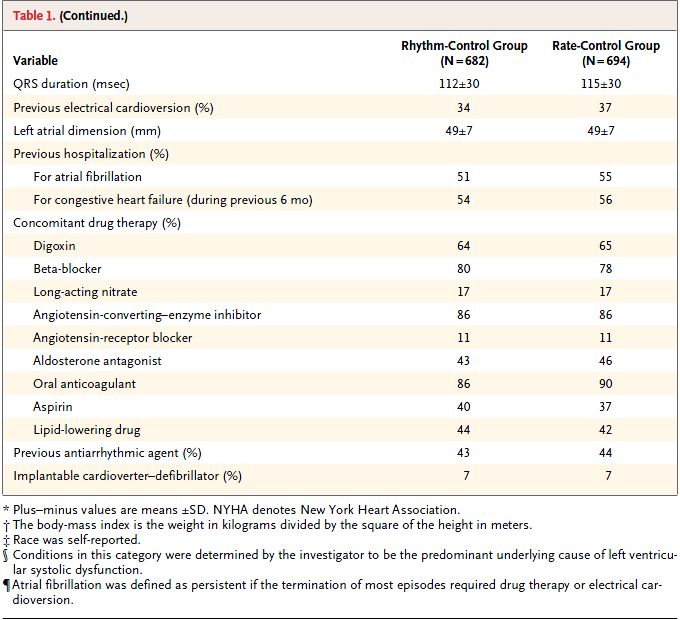 Table 1. (Continued.)
Variable Rhythm-Control Group (N=682) Rate-Control Group (N=694)
QRS duration (msec) 112±30 115±30
Previous electrical cardioversion (%) 34 37
Left atrial dimension (mm) 49±7 49±7
Previous hospitalization (%)
For atrial fibrillation 51 55
For congestive heart failure (during previous 6 mo) 54 56
Concomitant drug therapy (%)
Digoxin 64 65
Beta-blocker 80 78
Long-acting nitrate 17 17
Angiotensin-converting–enzyme inhibitor 86 86
Angiotensin-receptor blocker 11 11
Aldosterone antagonist 43 46
Oral anticoagulant 86 90
Aspirin 40 37
Lipid-lowering drug 44 42
Previous antiarrhythmic agent (%) 43 44
Implantable cardioverter–defibrillator (%) 7 7
* Plus–minus values are means ±SD. NYHA denotes New York Heart Association.
† The body-mass index is the weight in kilograms divided by the square of the height in meters.
‡ Race was self-reported.
§ Conditions in this category were determined by the investigator to be the predominant underlying cause of left ventricu-
lar systolic dysfunction.
¶ Atrial fibrillation was defined as persistent if the termination of most episodes required drug therapy or electrical car-
dioversion.